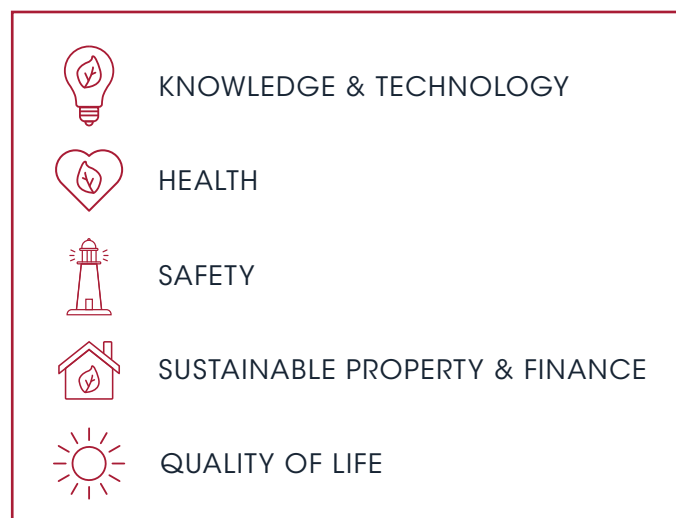 KNOWLEDGE & TECHNOLOGY
HEALTH
SAFETY
SUSTAINABLE PROPERTY & FINANCE
QUALITY OF LIFE